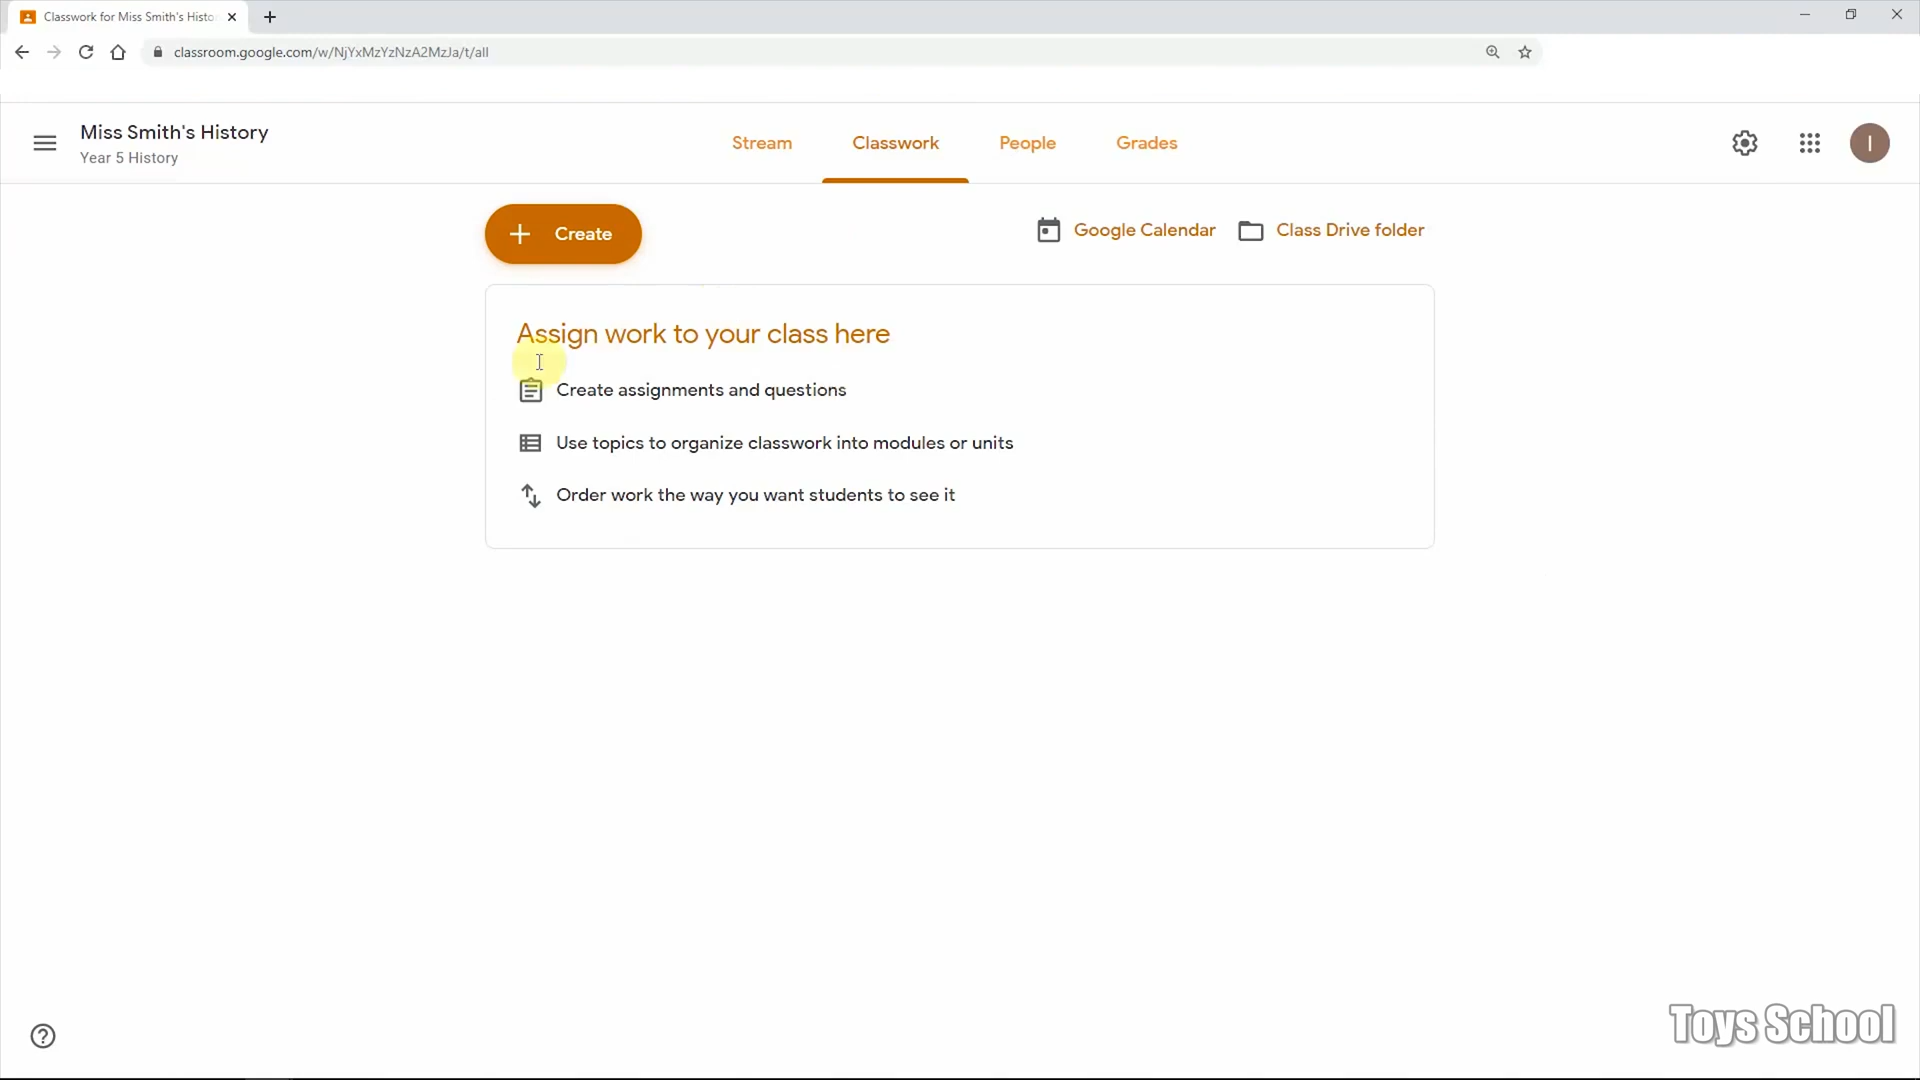 Classwork for Miss Smith's Histo
classroom.google.com/w/NjYxMzYzNzA2MzJa/t/all
Miss Smith's History
Year 5 History
Stream
Classwork
People
Grades
I
Create
Google Calendar
Class Drive folder
Assign work to your class here
Create assignments and questions
Use topics to organize classwork into modules or units
Order work the way you want students to see it
Toys School